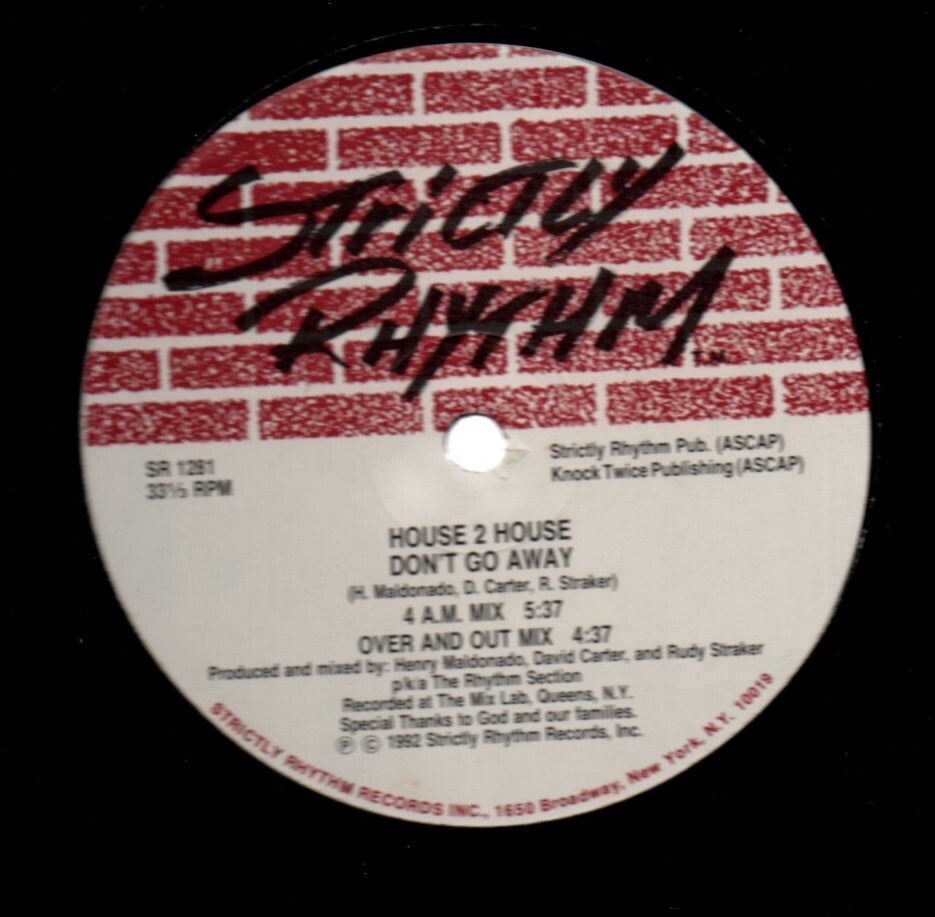 STRICTLY
RHYTHM
TM
SR 1281
33⅓ RPM
Strictly Rhythm Pub. (ASCAP)
Knock Twice Publishing (ASCAP)
HOUSE 2 HOUSE
DON'T GO AWAY
(H. Maldonado, D. Carter, R. Straker)
4 A.M. MIX 5:37
OVER AND OUT MIX 4:37
Produced and mixed by: Henry Maldonado, David Carter, and Rudy Straker
p/k/a The Rhythm Section
Recorded at The Mix Lab, Queens, N.Y.
Special Thanks to God and our families.
Ⓟ © 1992 Strictly Rhythm Records, Inc.
STRICTLY RHYTHM RECORDS INC., 1650 Broadway, New York, N.Y. 10019